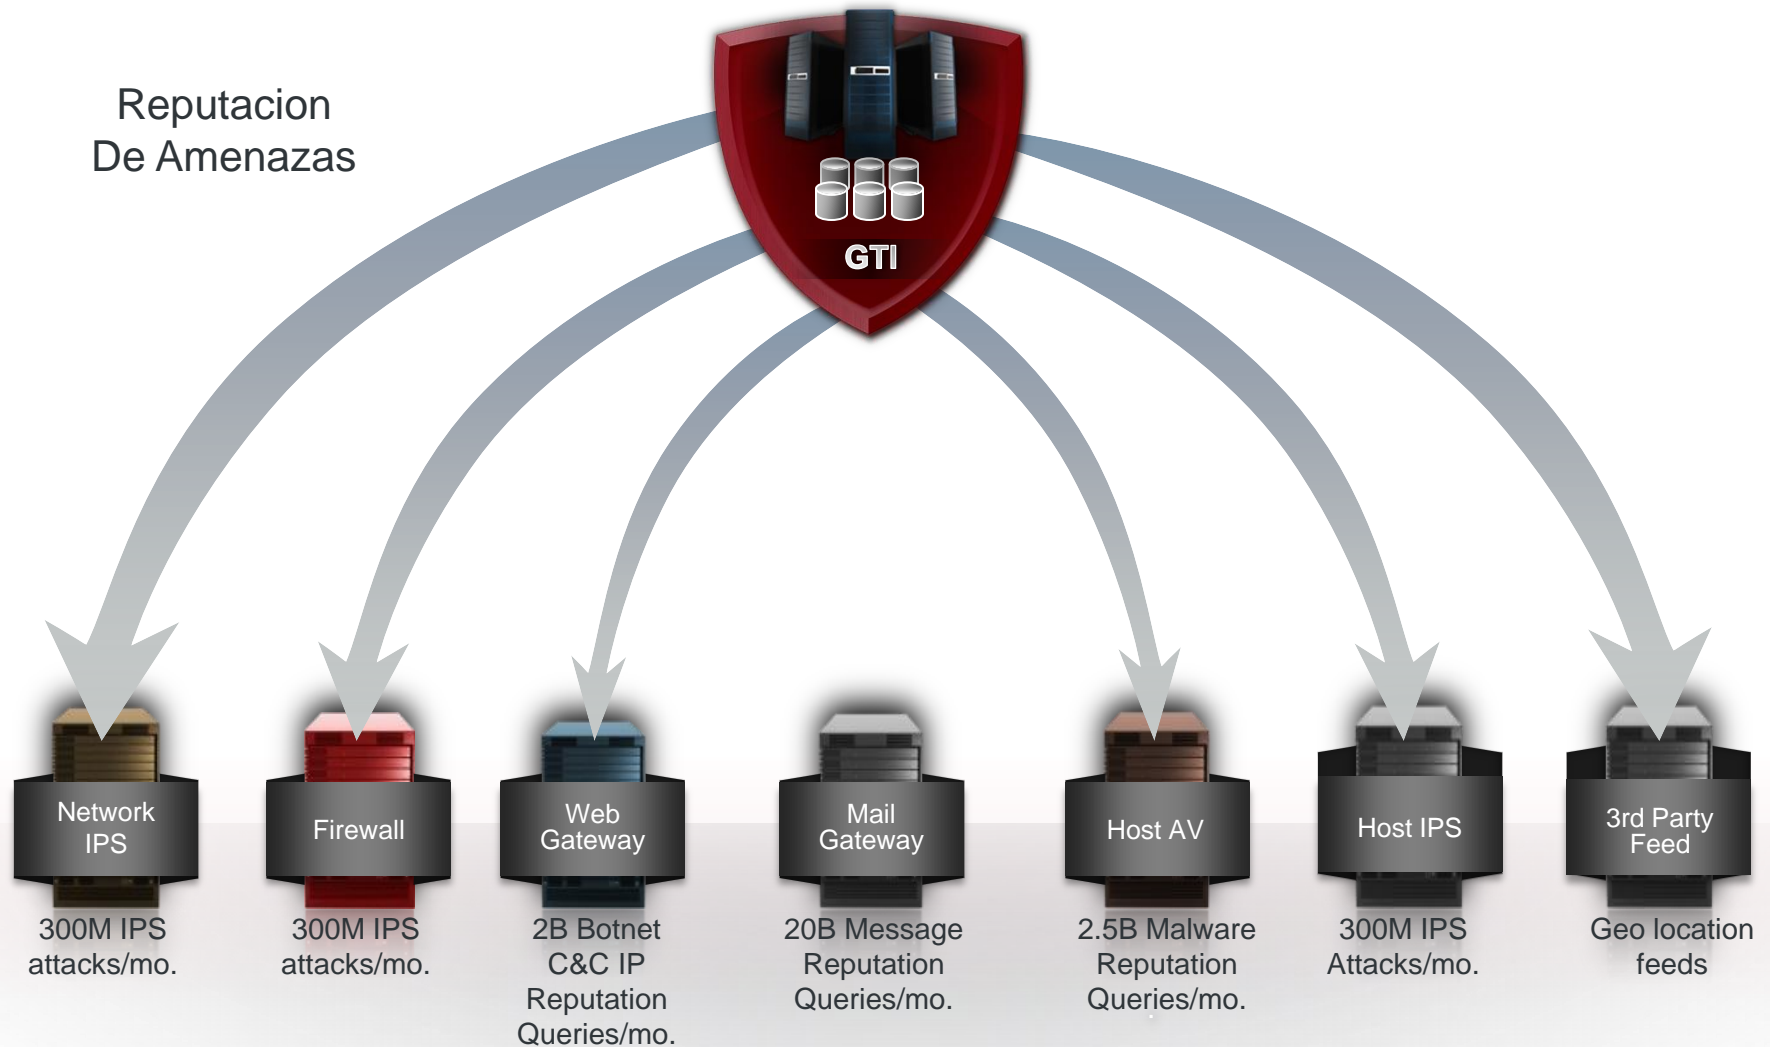 Reputacion
De Amenazas
GTI
Network
IPS
Firewall
Web
Gateway
Mail
Gateway
Host AV
Host IPS
3rd Party
Feed
300M IPS
attacks/mo.
300M IPS
attacks/mo.
2B Botnet
C&C IP
Reputation
Queries/mo.
20B Message
Reputation
Queries/mo.
2.5B Malware
Reputation
Queries/mo.
300M IPS
Attacks/mo.
Geo location
feeds